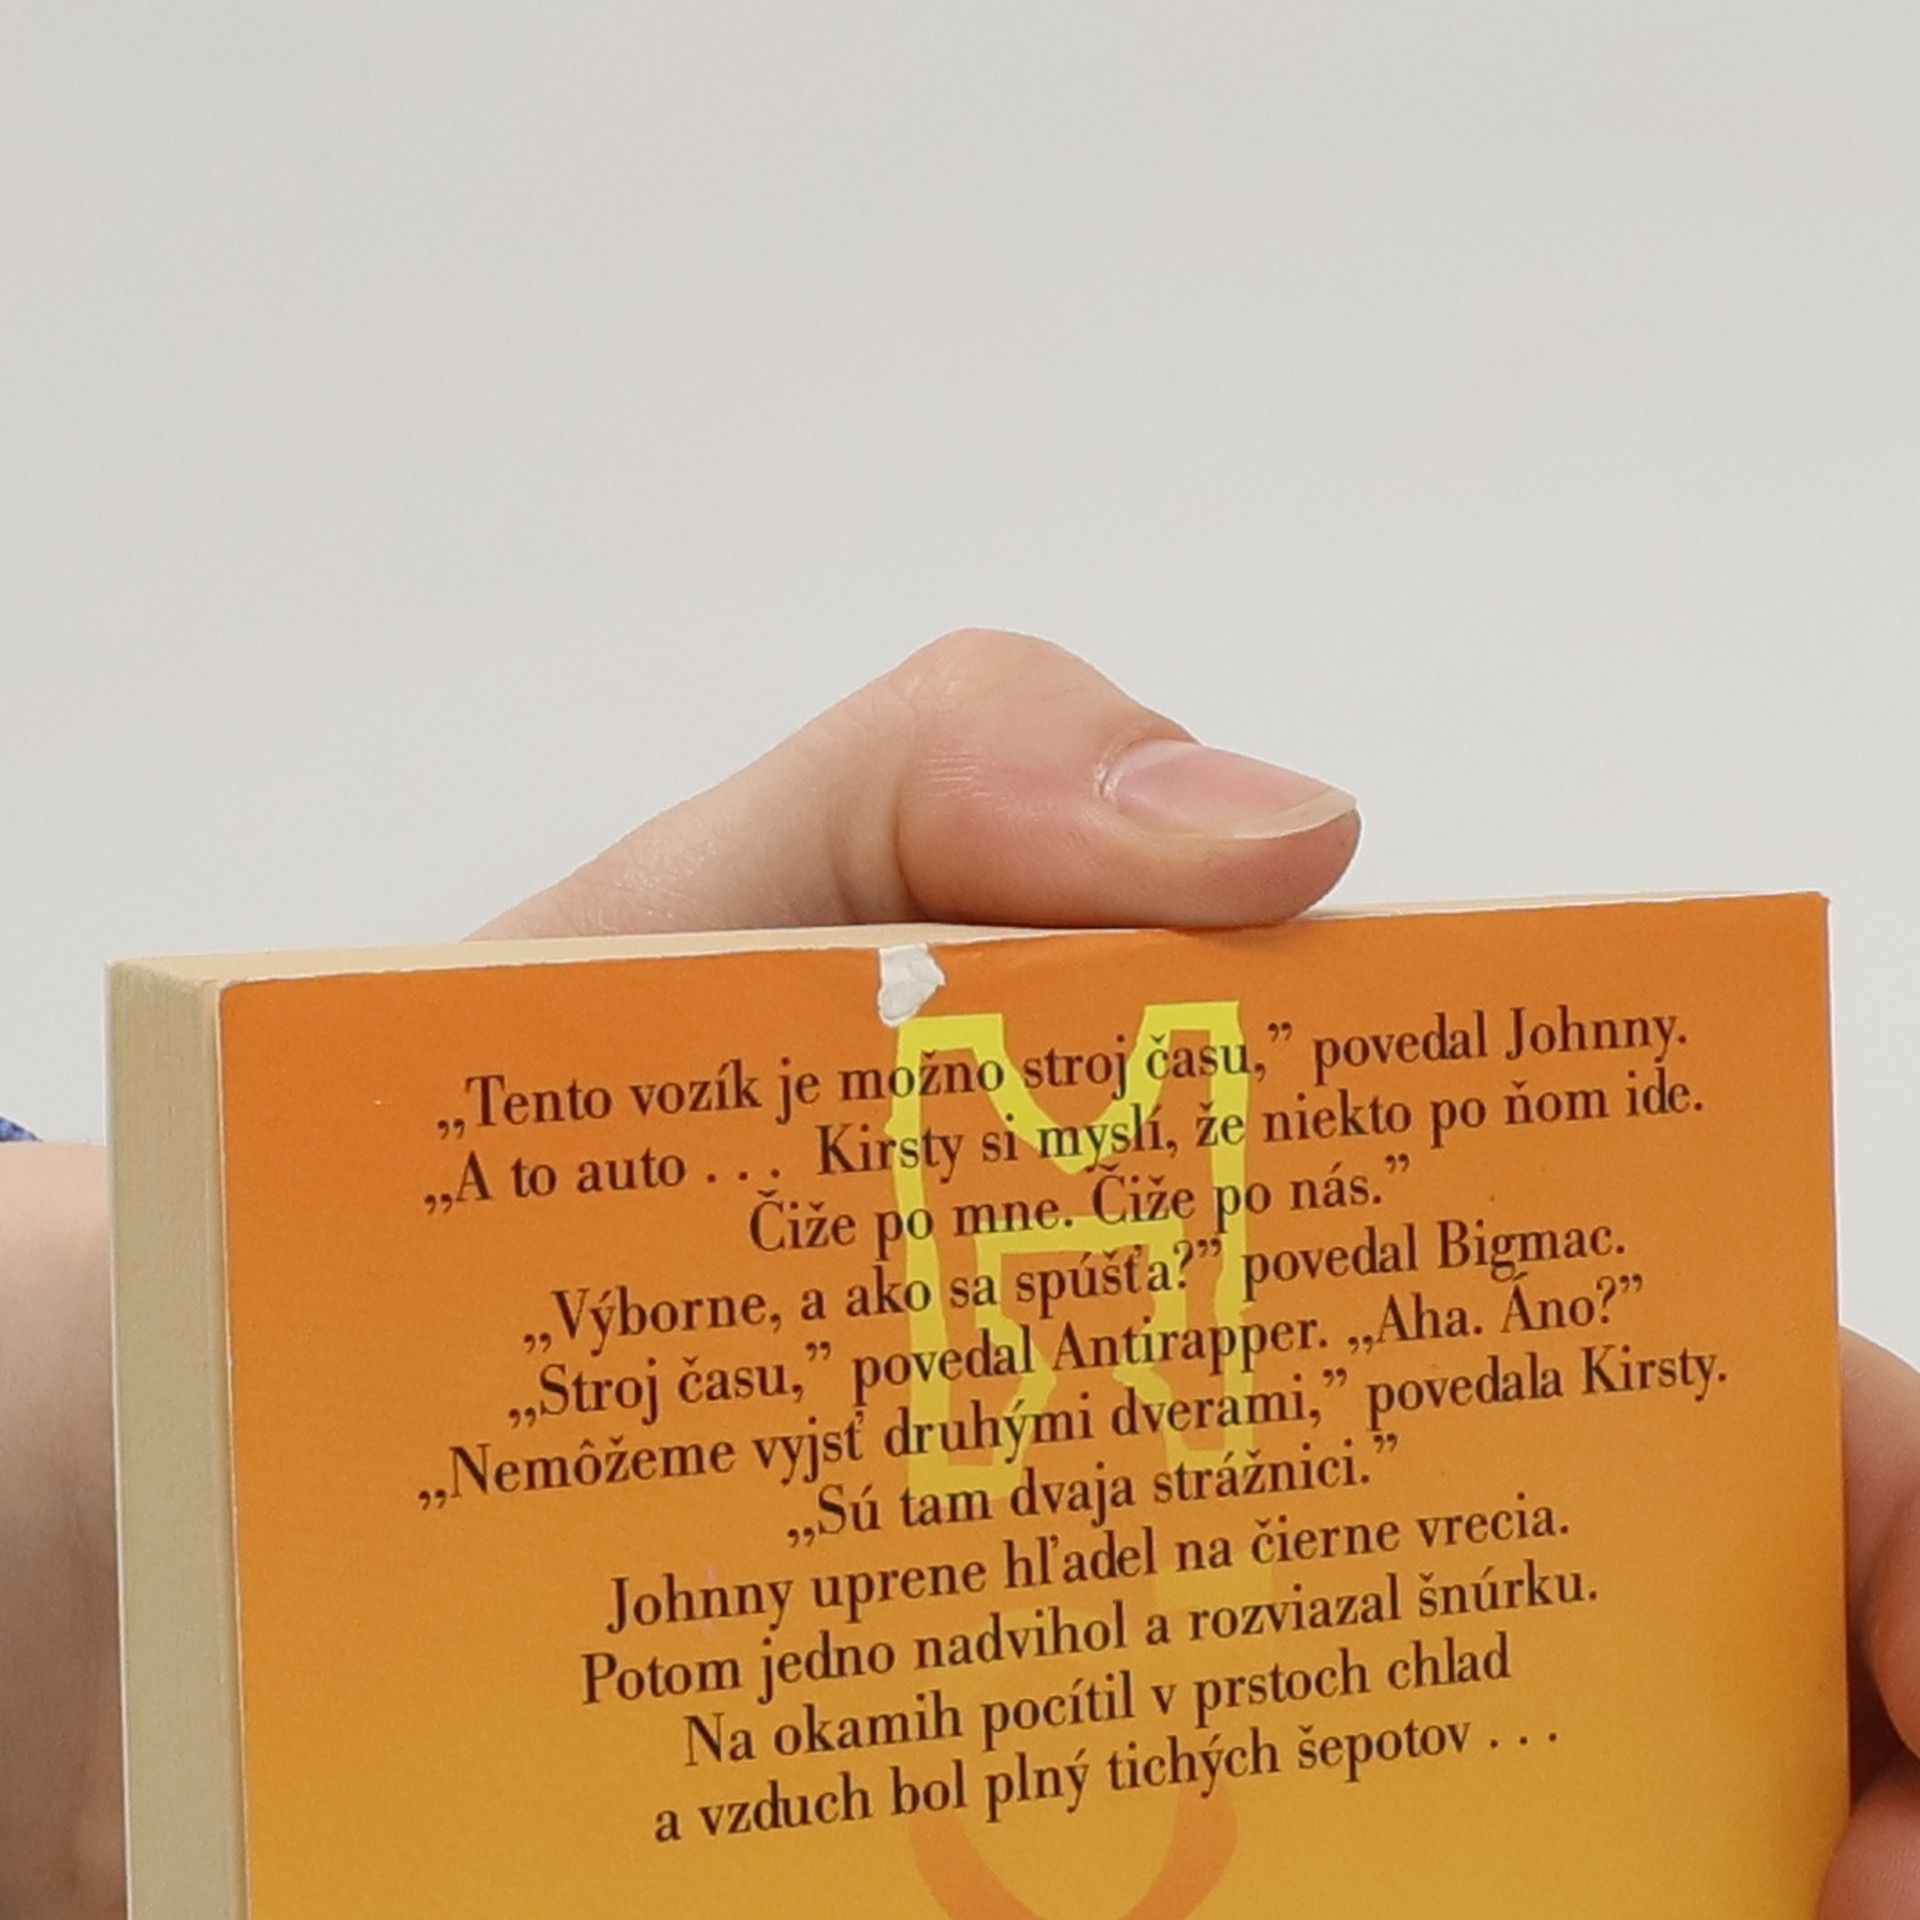 „Tento vozík je možno stroj času,” povedal Johnny.
„A to auto . . . Kirsty si myslí, že niekto po ňom ide.
Čiže po mne. Čiže po nás.”
„Výborne, a ako sa spúšťa?” povedal Bigmac.
„Stroj času,” povedal Antirapper. „Aha. Áno?”
„Nemôžeme vyjsť druhými dverami,” povedala Kirsty.
„Sú tam dvaja strážnici.”
Johnny uprene hľadel na čierne vrecia.
Potom jedno nadvihol a rozviazal šnúrku.
Na okamih pocítil v prstoch chlad
a vzduch bol plný tichých šepotov . . .